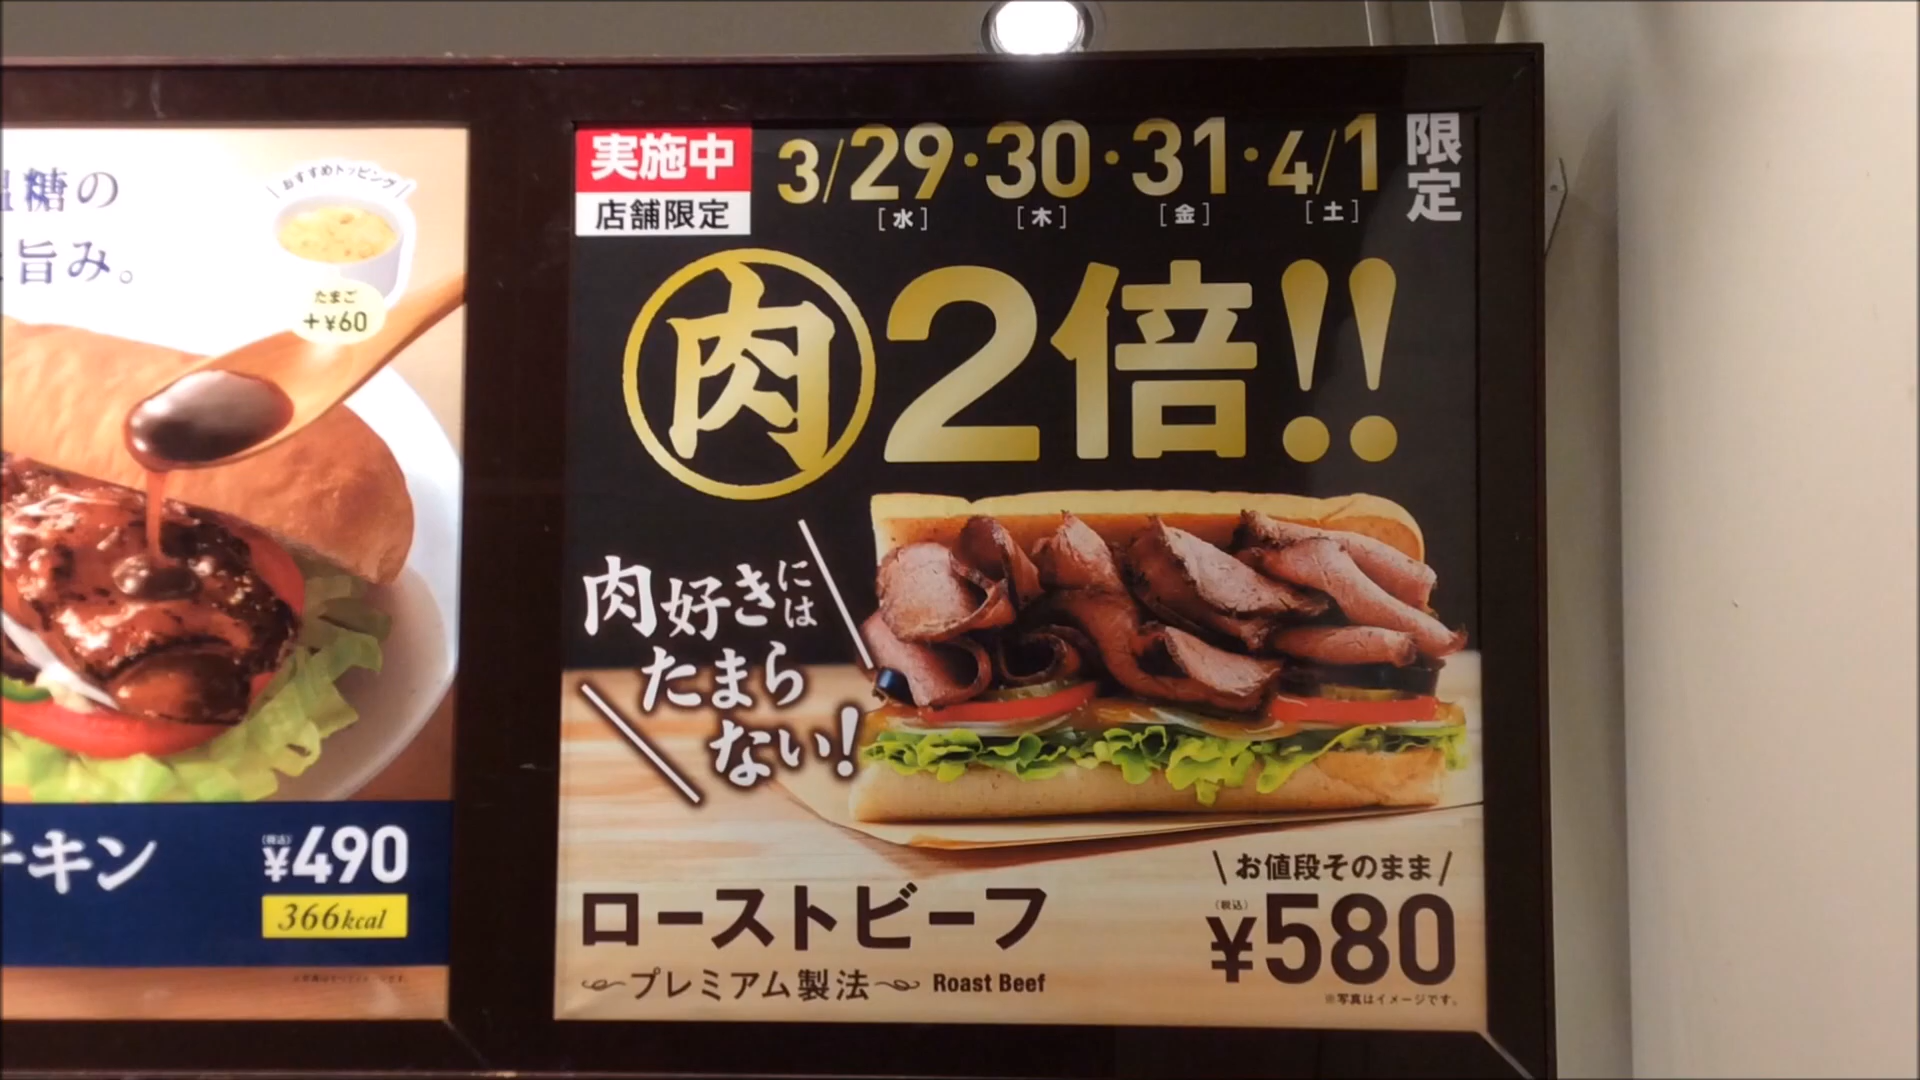 糖の
旨み。
おすすめトッピング
たまご
+¥60
チキン
(税込)
¥490
366kcal
実施中
店舗限定
3/29・30・31・4/1
[水] [木] [金] [土]
限定
肉2倍!!
肉好きには
たまら
ない!
ローストビーフ
プレミアム製法
Roast Beef
お値段そのまま
(税込)
¥580
※写真はイメージです。